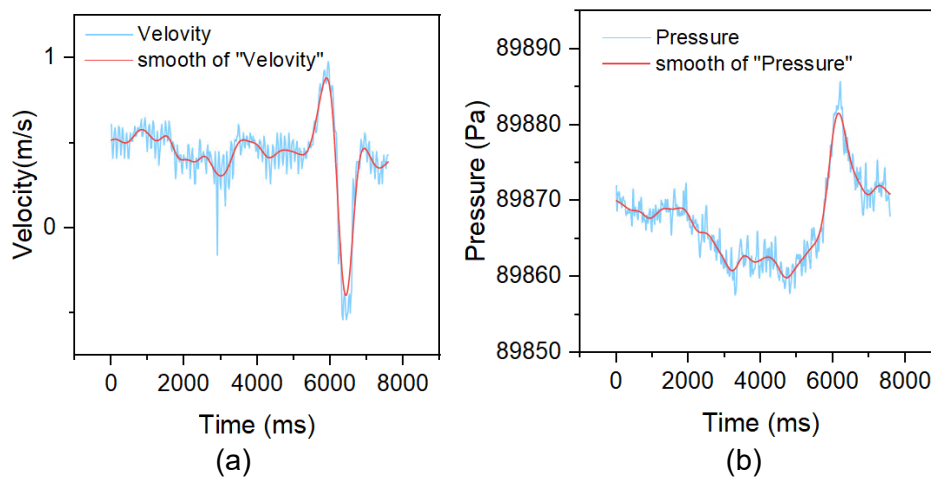 Velovity
smooth of "Velovity"
1
0
Velocity(m/s)
0 2000 4000 6000 8000
Time (ms)
(a)
Pressure
smooth of "Pressure"
89890
89880
89870
89860
89850
Pressure (Pa)
0 2000 4000 6000 8000
Time (ms)
(b)